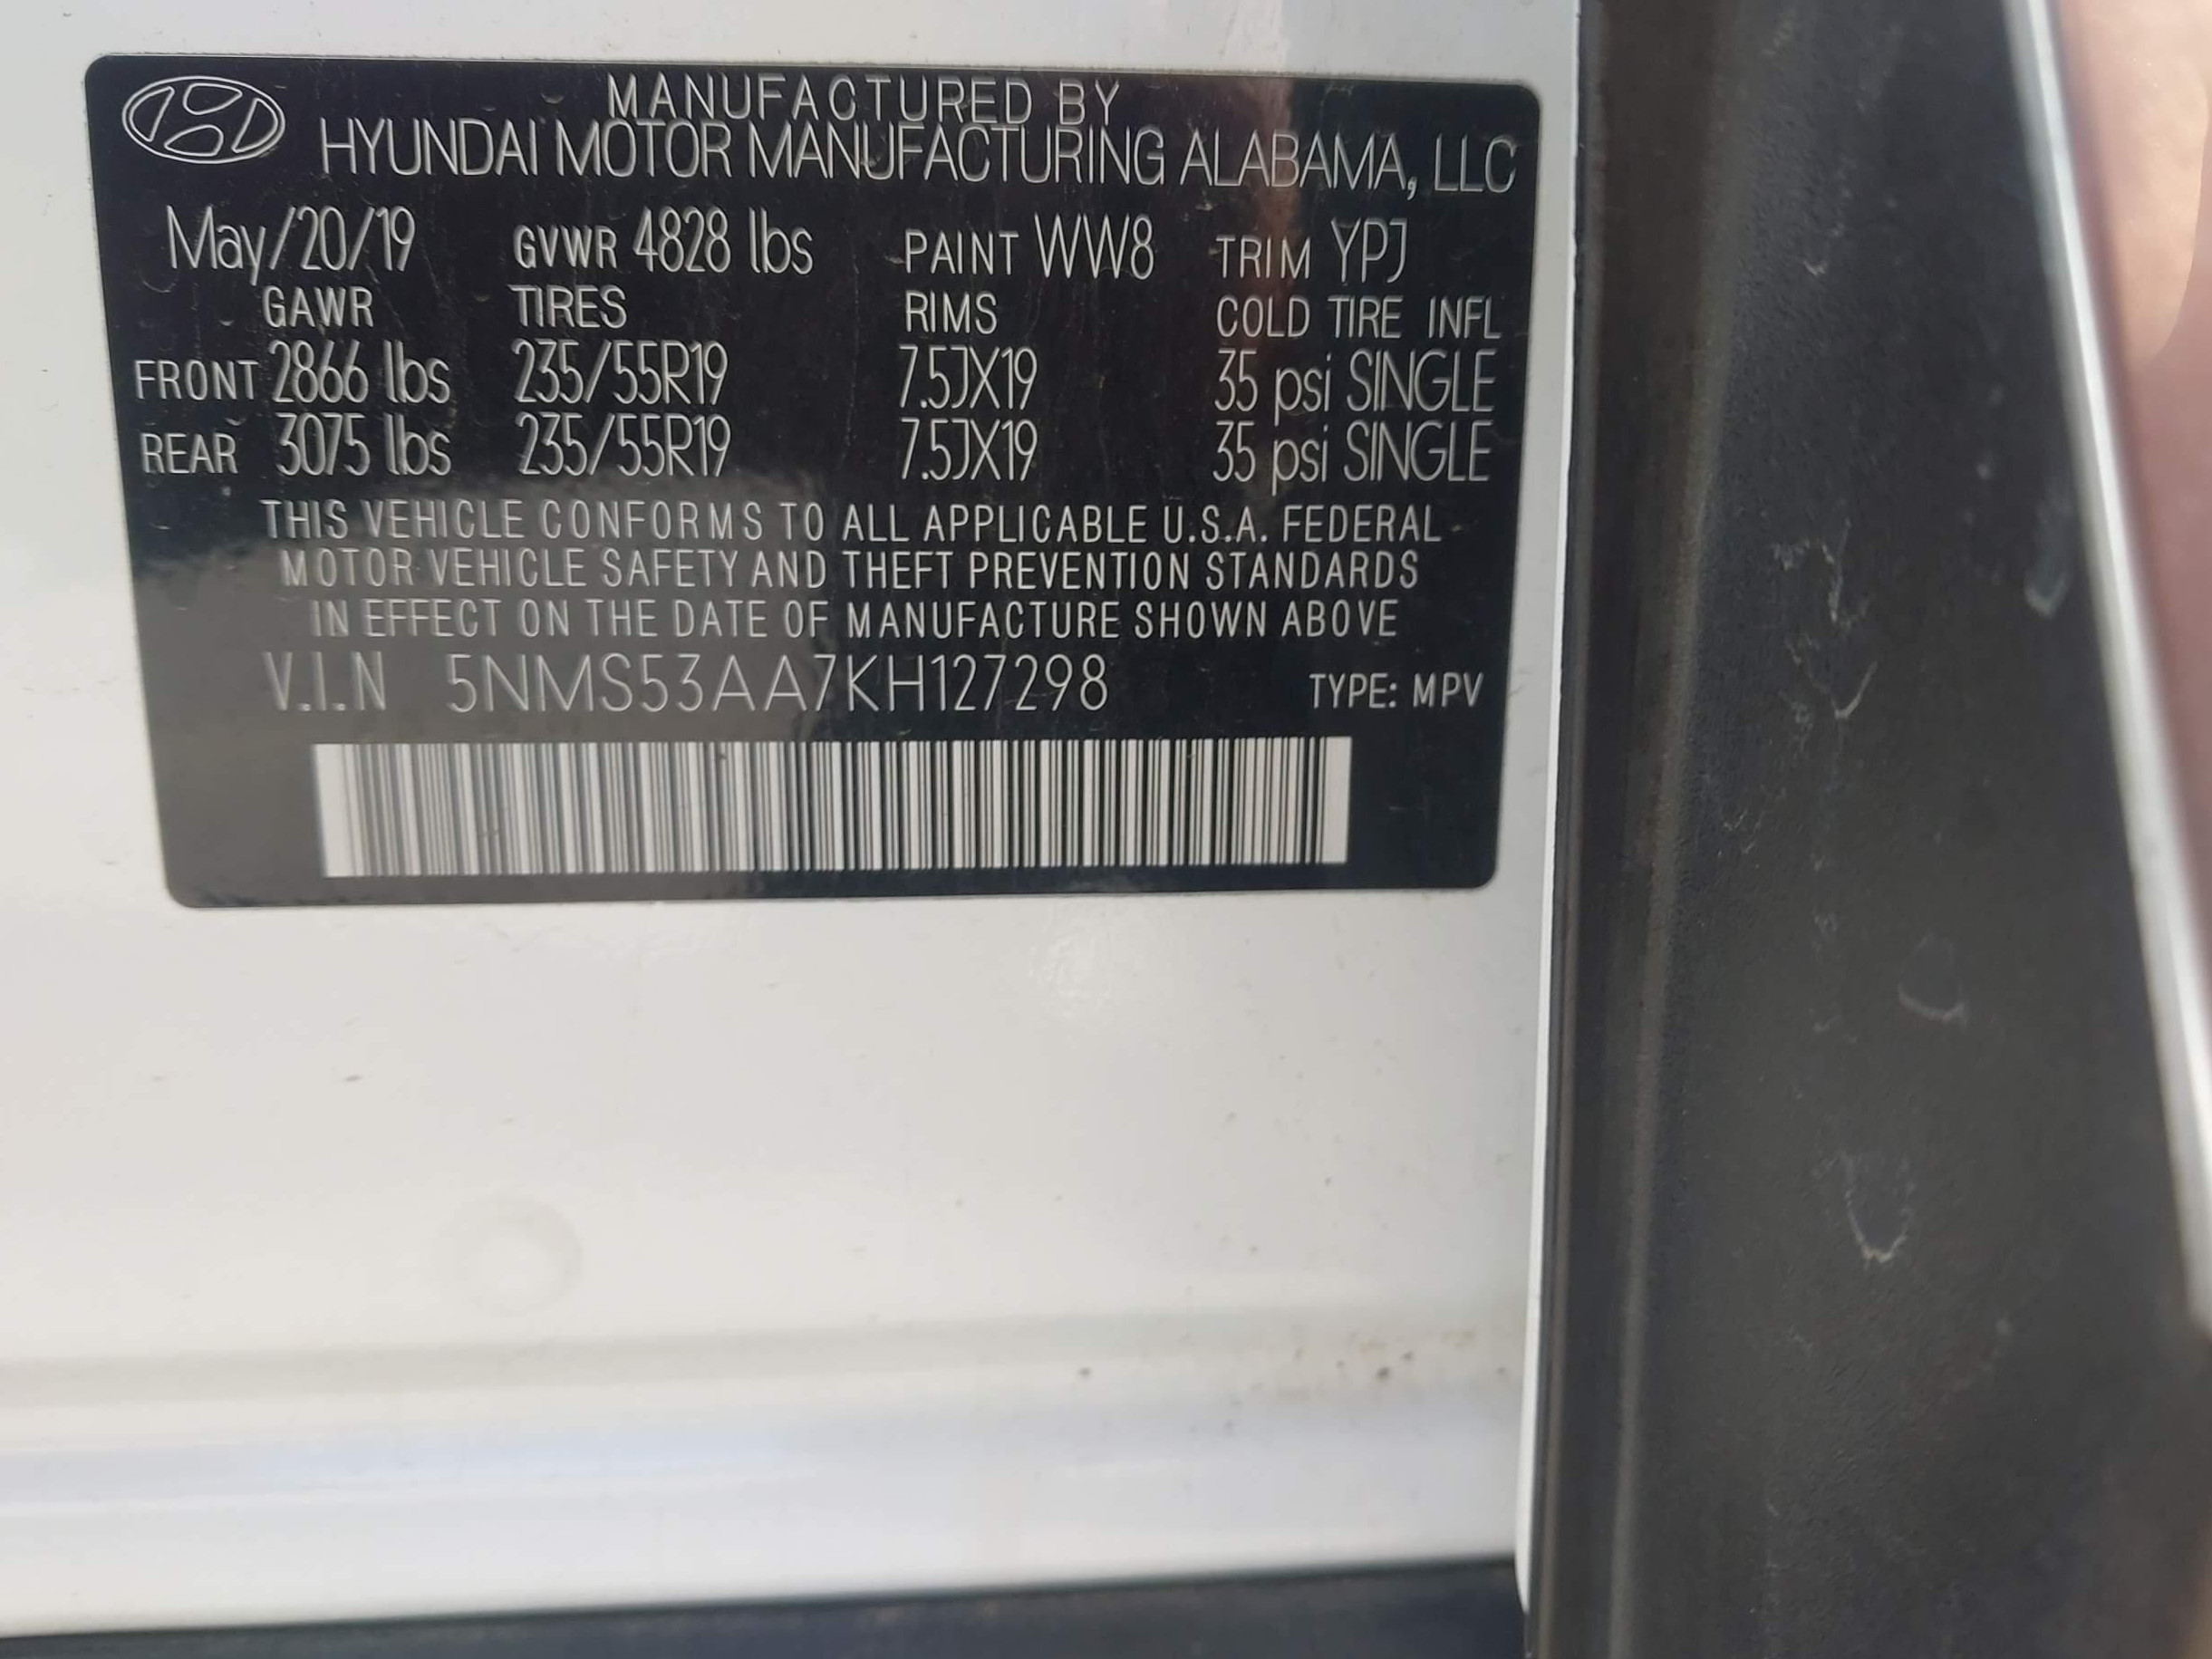 MANUFACTURED BY
HYUNDAI MOTOR MANUFACTURING ALABAMA, LLC
May/20/19 GVWR 4828 lbs PAINT WW8 TRIM YPJ
GAWR TIRES RIMS COLD TIRE INFL
FRONT 2866 lbs 235/55R19 7.5JX19 35 psi SINGLE
REAR 3075 lbs 235/55R19 7.5JX19 35 psi SINGLE
THIS VEHICLE CONFORMS TO ALL APPLICABLE U.S.A. FEDERAL
MOTOR VEHICLE SAFETY AND THEFT PREVENTION STANDARDS
IN EFFECT ON THE DATE OF MANUFACTURE SHOWN ABOVE
V.I.N 5NMS53AA7KH127298 TYPE: MPV